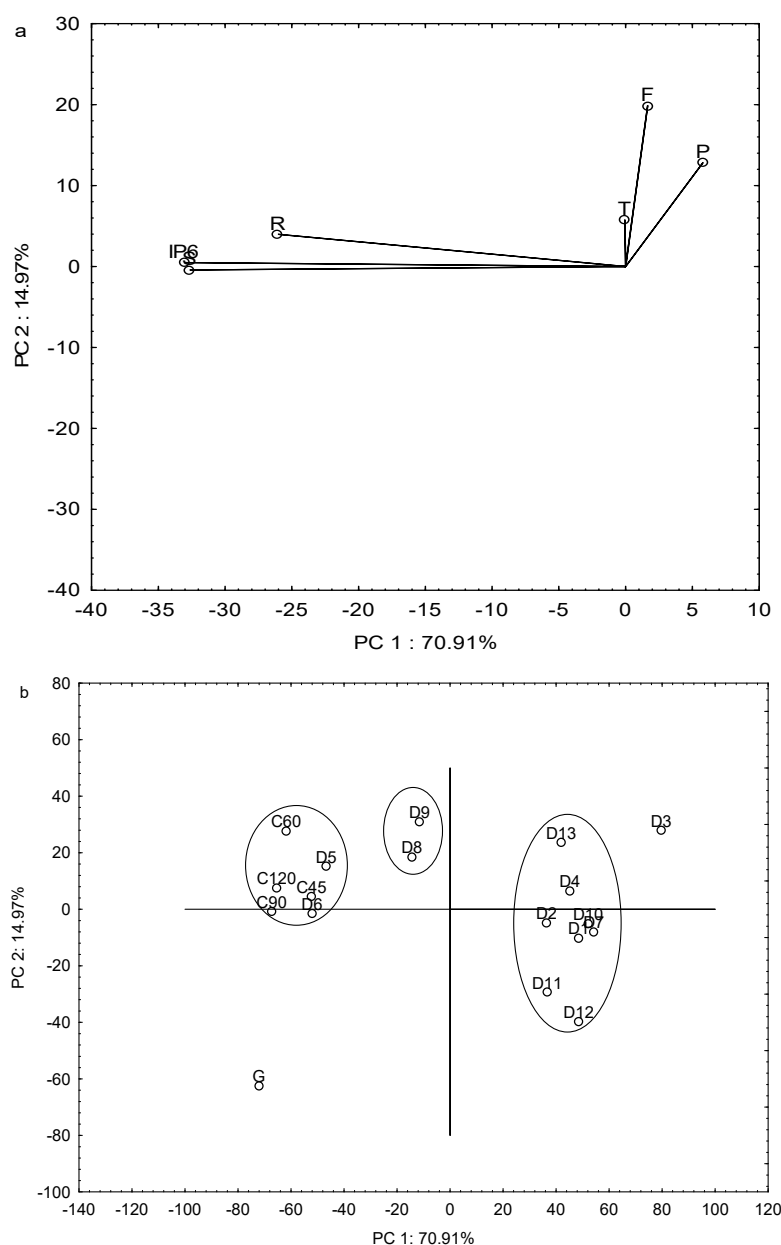 a
30
20
10
0
-10
-20
-30
-40
F
P
T
R
IP6
S
PC 2 : 14.97%
-40 -35 -30 -25 -20 -15 -10 -5 0 5 10
PC 1 : 70.91%
b
80
60
40
20
0
-20
-40
-60
-80
-100
D9
C60
D8
D3
D13
D5
C120
C45
D4
C90
D6
D2
D10
D1
D7
D11
D12
G
PC 2: 14.97%
-140 -120 -100 -80 -60 -40 -20 0 20 40 60 80 100 120
PC 1: 70.91%